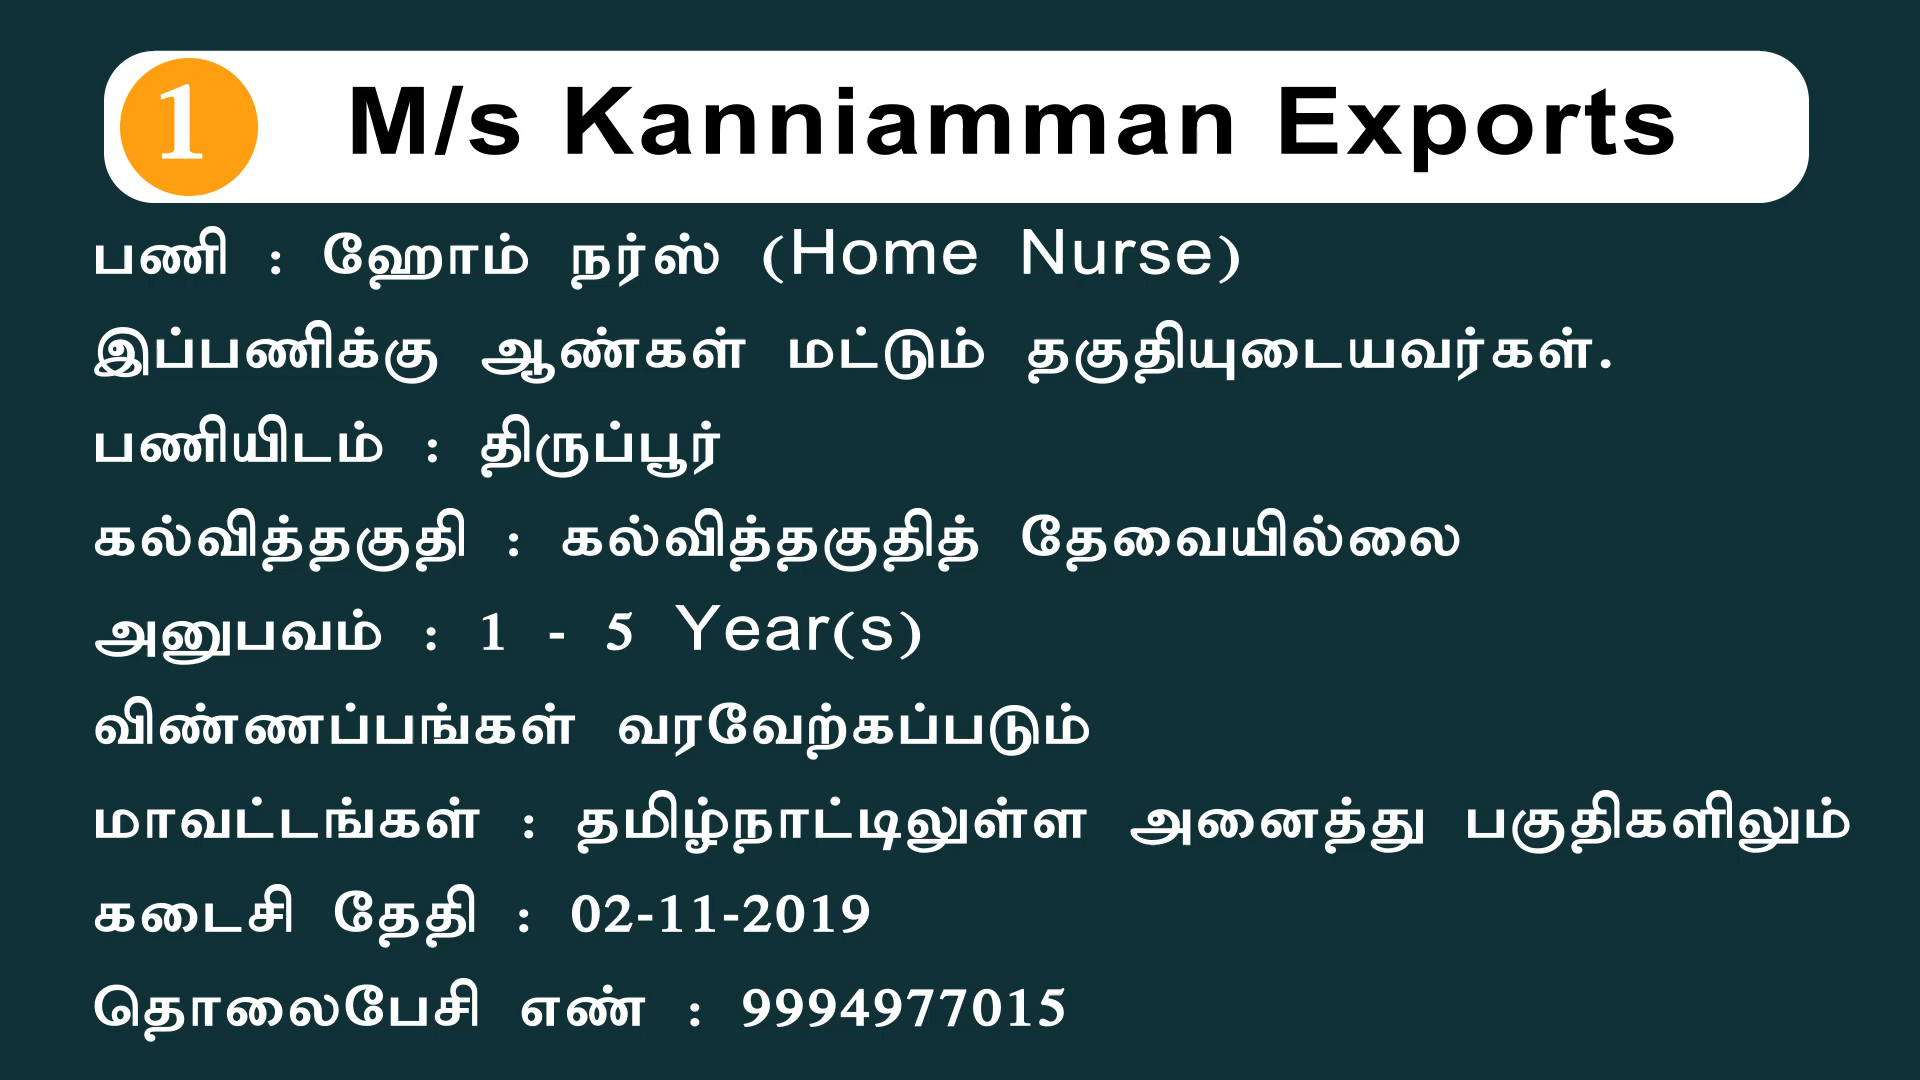 1 M/s Kanniamman Exports
பணி : ஹோம் நர்ஸ் (Home Nurse)
இப்பணிக்கு ஆண்கள் மட்டும் தகுதியுடையவர்கள்.
பணியிடம் : திருப்பூர்
கல்வித்தகுதி : கல்வித்தகுதித் தேவையில்லை
அனுபவம் : 1 - 5 Year(s)
விண்ணப்பங்கள் வரவேற்கப்படும்
மாவட்டங்கள் : தமிழ்நாட்டிலுள்ள அனைத்து பகுதிகளிலும்
கடைசி தேதி : 02-11-2019
தொலைபேசி எண் : 9994977015